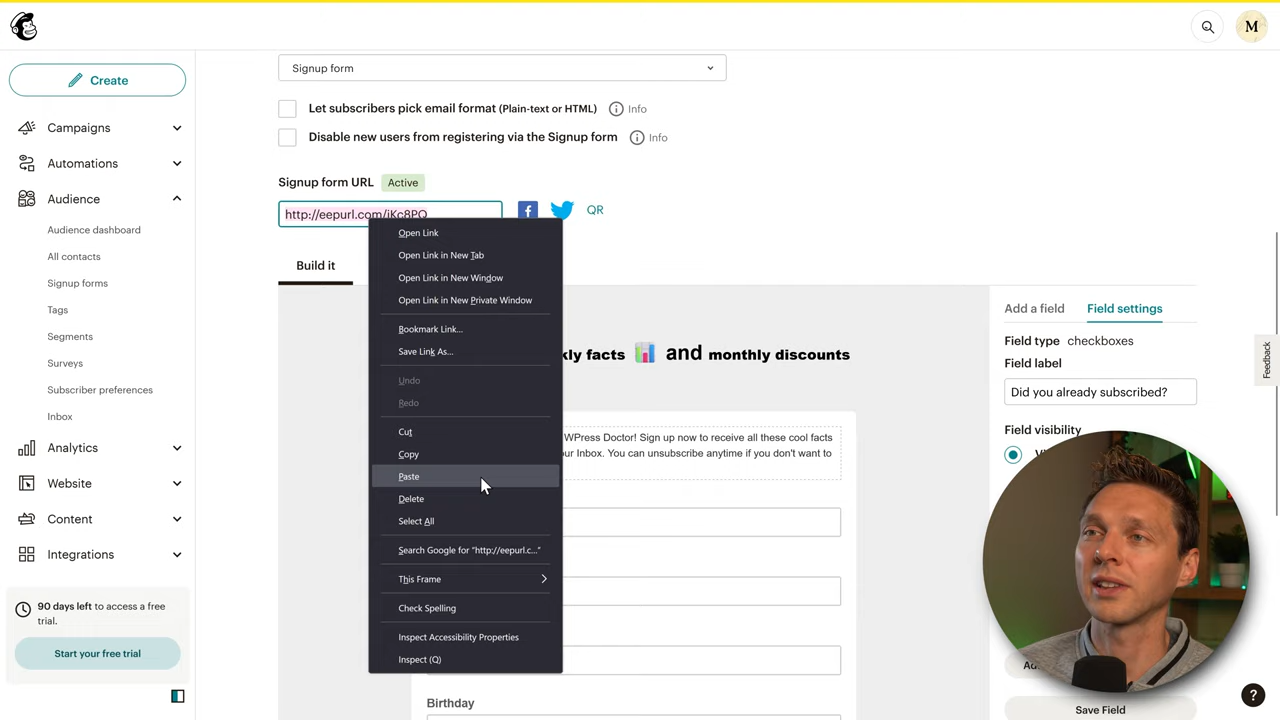 M
Create
Campaigns
Automations
Audience
Audience dashboard
All contacts
Signup forms
Tags
Segments
Surveys
Subscriber preferences
Inbox
Analytics
Website
Content
Integrations
90 days left to access a free
trial.
Start your free trial
Signup form
Let subscribers pick email format (Plain-text or HTML) Info
Disable new users from registering via the Signup form Info
Signup form URL Active
http://eepurl.com/iKc8PQ
QR
Build it
Open Link
Open Link in New Tab
Open Link in New Window
Open Link in New Private Window
Bookmark Link...
Save Link As...
Undo
Redo
Cut
Copy
Paste
Delete
Select All
Search Google for "http://eepurl.c..."
This Frame
Check Spelling
Inspect Accessibility Properties
Inspect (Q)
facts 📊 and monthly discounts
WPress Doctor! Sign up now to receive all these cool facts
Inbox. You can unsubscribe anytime if you don't want to
Birthday
Add a field Field settings
Field type checkboxes
Field label
Did you already subscribed?
Field visibility
Save Field
Feedback
?